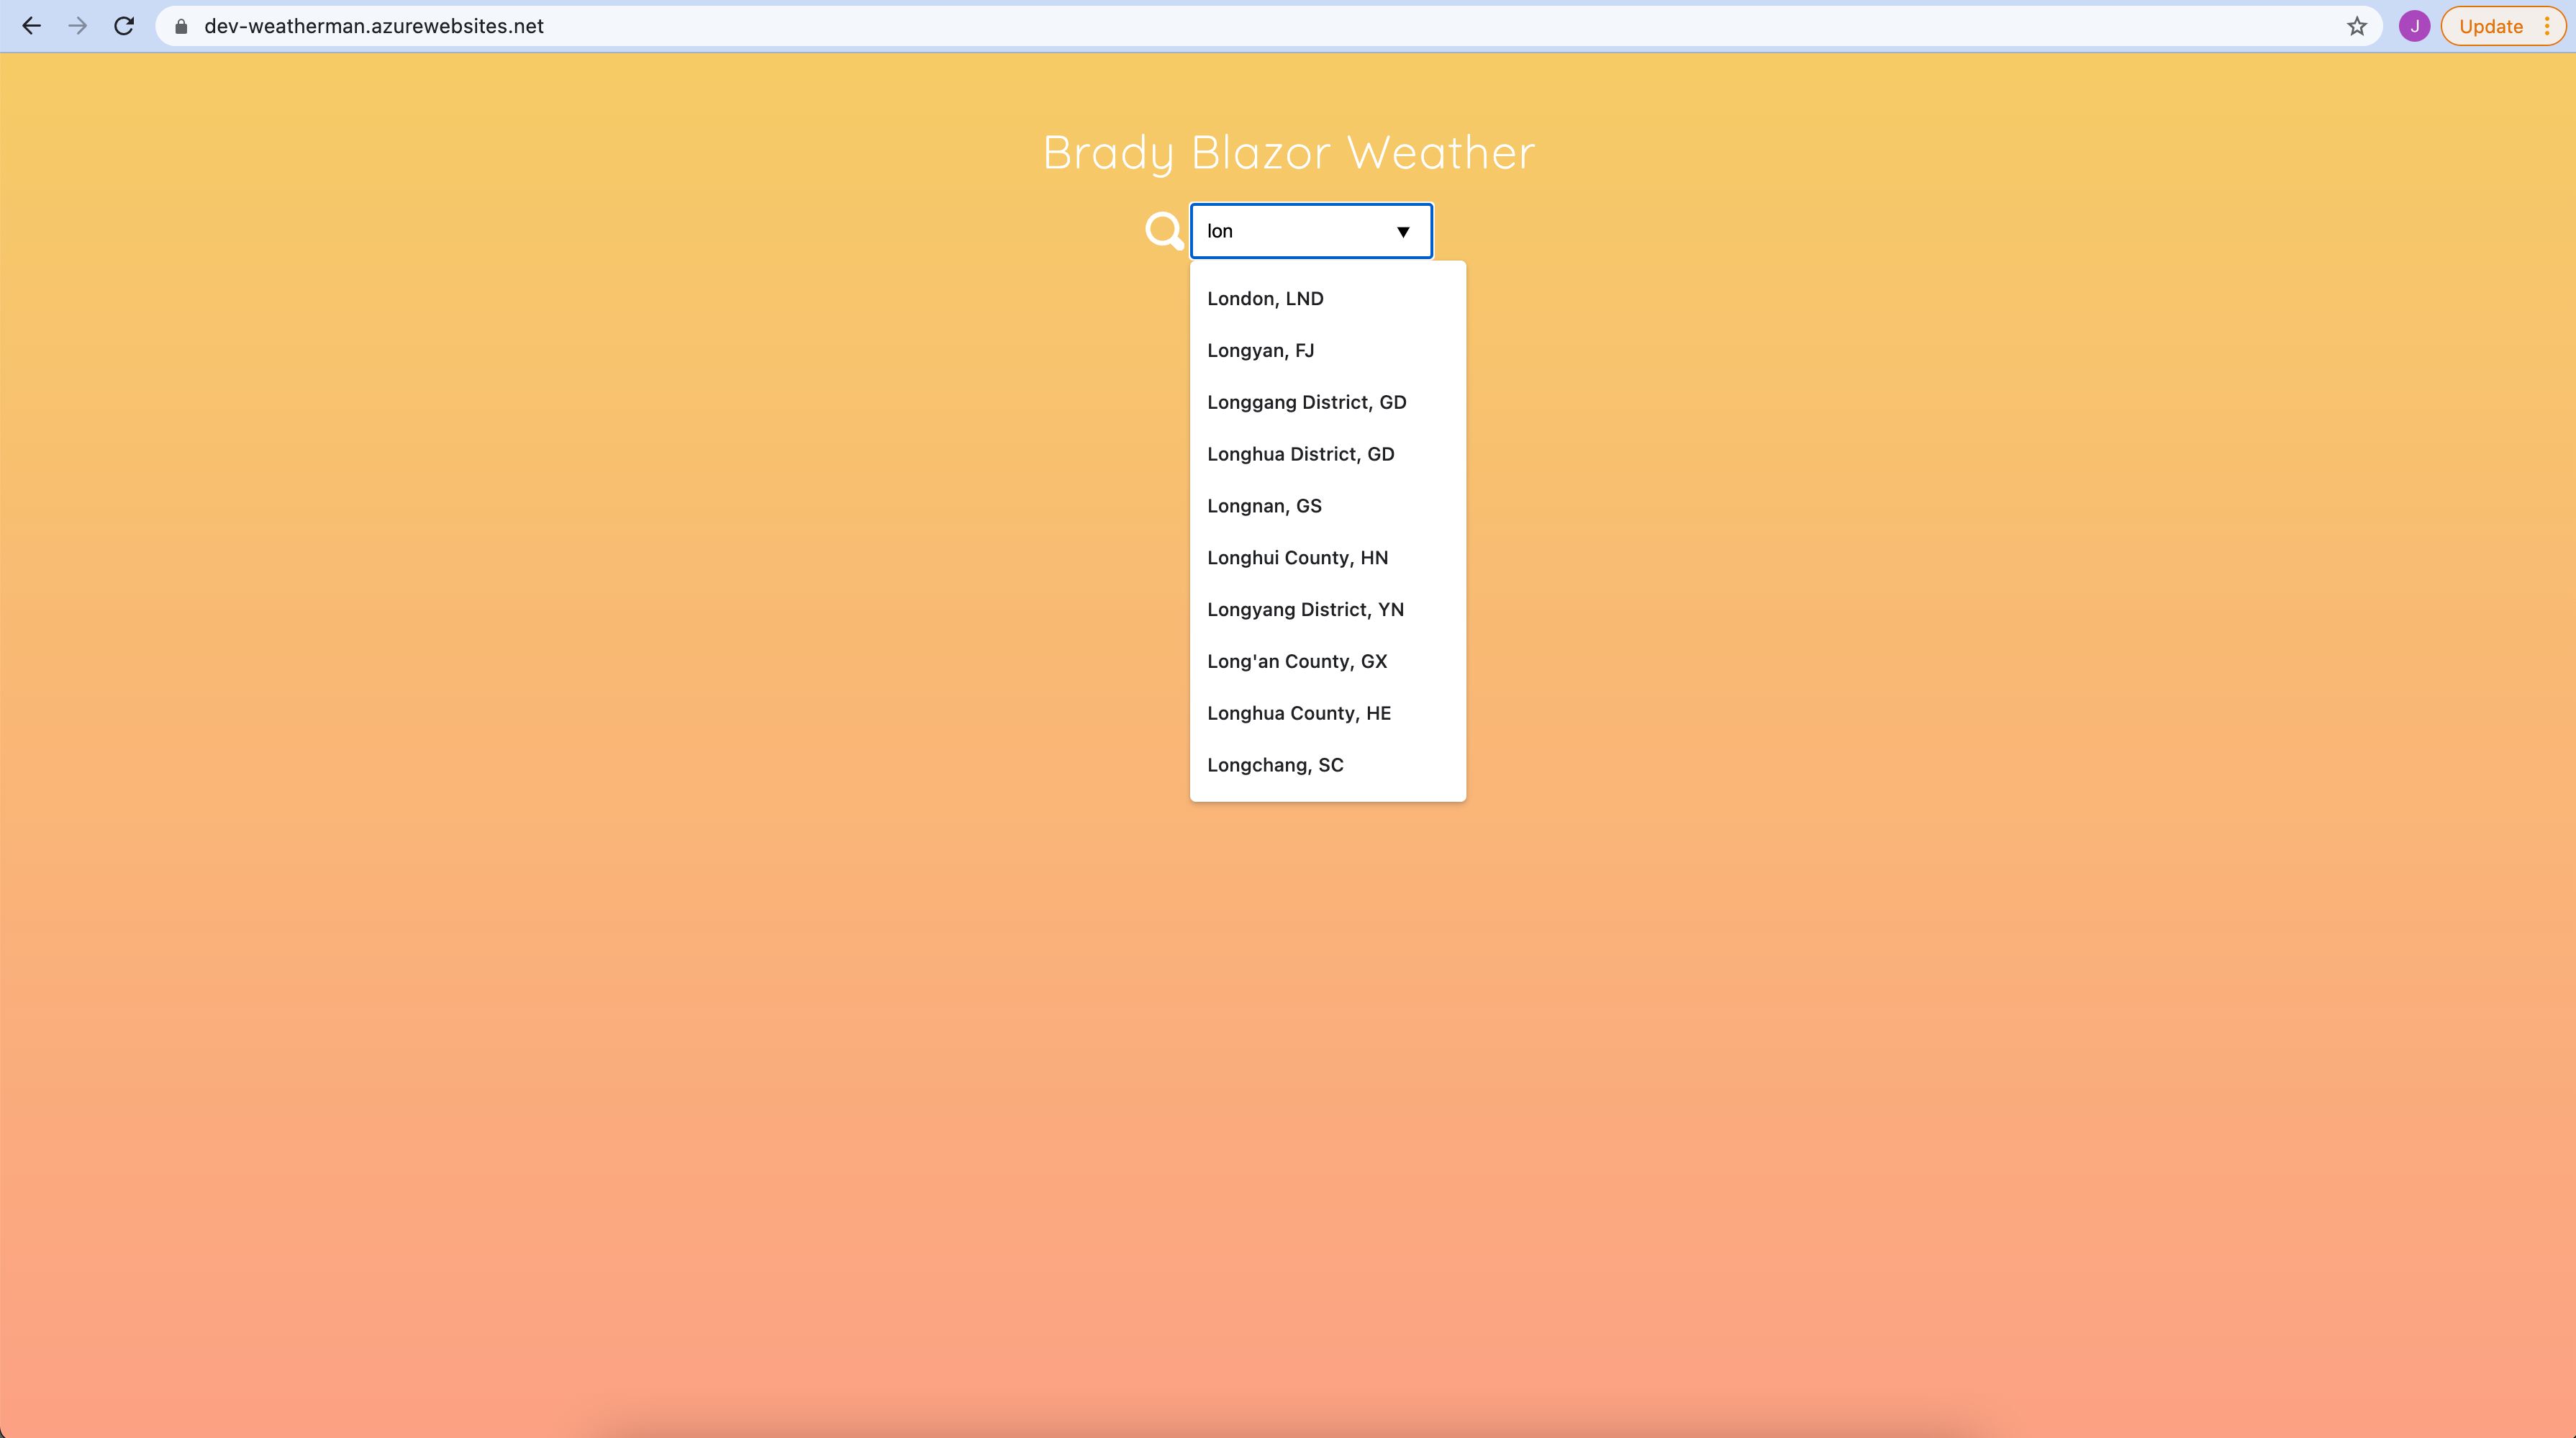 dev-weatherman.azurewebsites.net
J
Update
Brady Blazor Weather
lon
London, LND
Longyan, FJ
Longgang District, GD
Longhua District, GD
Longnan, GS
Longhui County, HN
Longyang District, YN
Long'an County, GX
Longhua County, HE
Longchang, SC